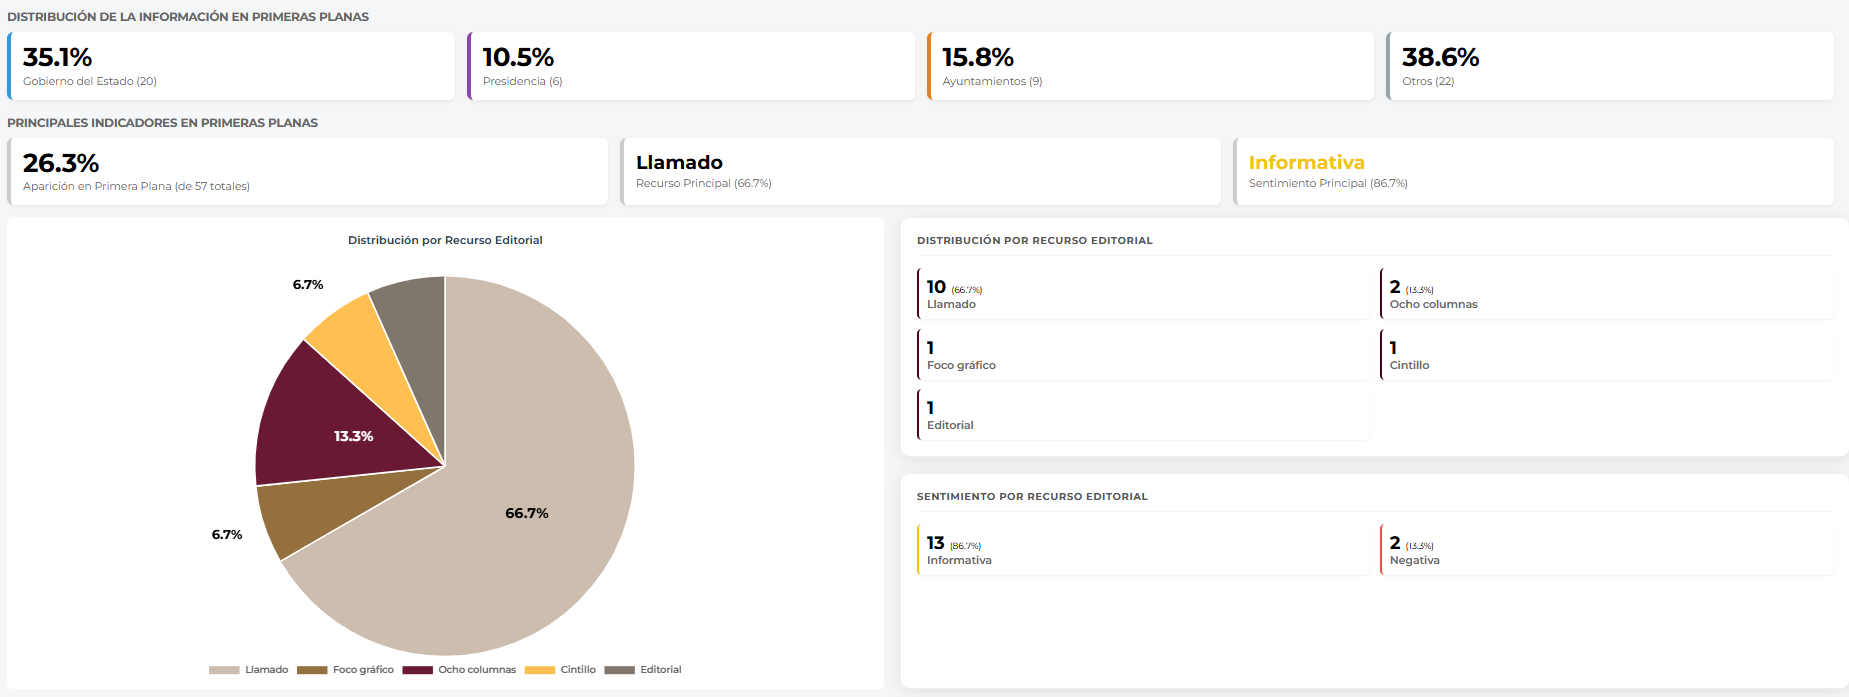 DISTRIBUCIÓN DE LA INFORMACIÓN EN PRIMERAS PLANAS
35.1%
Gobierno del Estado (20)
10.5%
Presidencia (6)
15.8%
Ayuntamientos (9)
38.6%
Otros (22)
PRINCIPALES INDICADORES EN PRIMERAS PLANAS
26.3%
Aparición en Primera Plana (de 57 totales)
Llamado
Recurso Principal (66.7%)
Informativa
Sentimiento Principal (86.7%)
Distribución por Recurso Editorial
6.7%
13.3%
66.7%
6.7%
Llamado
Foco gráfico
Ocho columnas
Cintillo
Editorial
DISTRIBUCIÓN POR RECURSO EDITORIAL
10 (66.7%)
Llamado
2 (13.3%)
Ocho columnas
1
Foco gráfico
1
Cintillo
1
Editorial
SENTIMIENTO POR RECURSO EDITORIAL
13 (86.7%)
Informativa
2 (13.3%)
Negativa